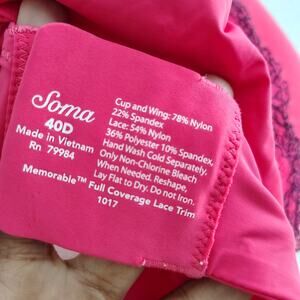 Soma
40D
Made in Vietnam
Rn 79984
Cup and Wing: 78% Nylon
22% Spandex
Lace: 54% Nylon
36% Polyester 10% Spandex,
Hand Wash Cold Separately.
Only Non-Chlorine Bleach
When Needed. Reshape,
Lay Flat to Dry. Do not Iron.
Memorable™ Full Coverage Lace Trim
1017